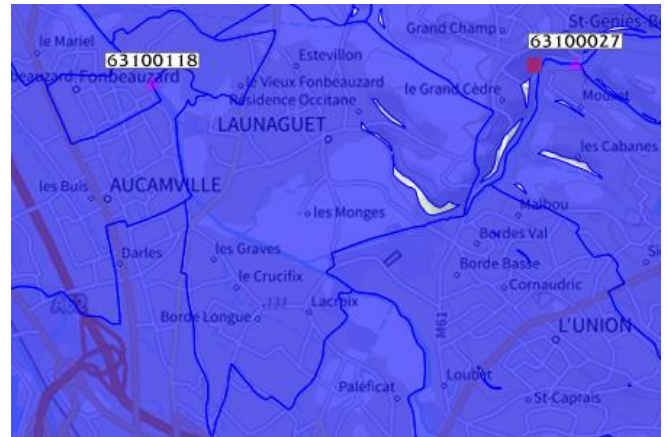 Grand Champ
St-Geniès-Be
le Mariel
63100118
Estevillon
63100027
beauzard Fonbeauzard
le Vieux Fonbeauzard
Résidence Occitane
le Grand Cèdre
LAUNAGUET
les Cabanes
les Buis
AUCAMVILLE
les Monges
Malbou
Bordes Val
Darles
les Graves
le Crucifix
Borde Basse
Cornaudric
133
Borde Longue
Lacroix
M61
L'UNION
Paléficat
Loubet
St-Caprais